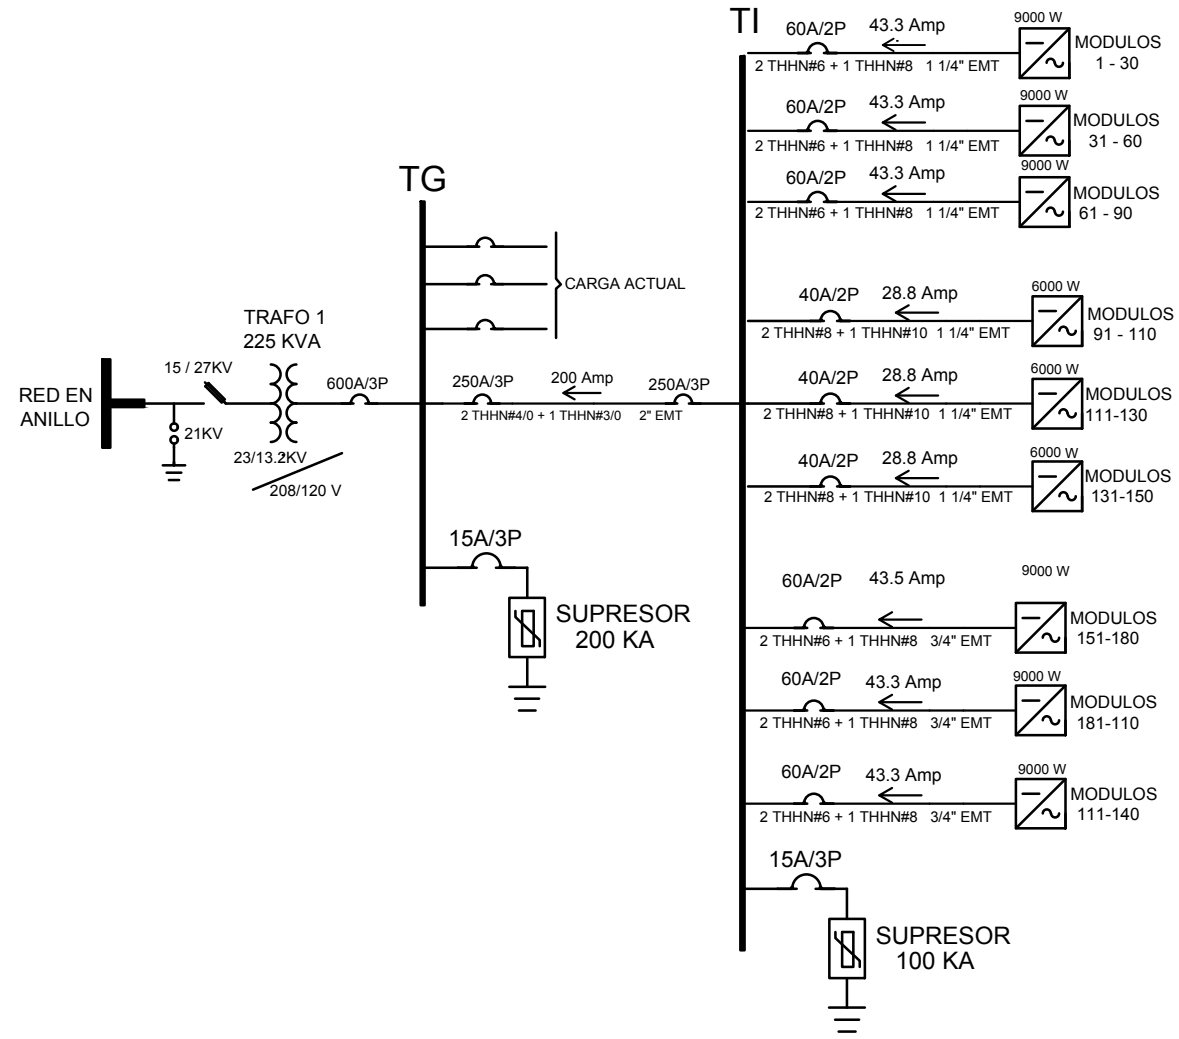 TI
60A/2P
43.3 Amp
9000 W
2 THHN#6 + 1 THHN#8 1 1/4" EMT
MODULOS
1 - 30
60A/2P
43.3 Amp
9000 W
2 THHN#6 + 1 THHN#8 1 1/4" EMT
MODULOS
31 - 60
60A/2P
43.3 Amp
9000 W
2 THHN#6 + 1 THHN#8 1 1/4" EMT
MODULOS
61 - 90
TG
CARGA ACTUAL
40A/2P
28.8 Amp
6000 W
2 THHN#8 + 1 THHN#10 1 1/4" EMT
MODULOS
91 - 110
RED EN
ANILLO
15 / 27KV
21KV
TRAFO 1
225 KVA
23/13.2KV
208/120 V
600A/3P
250A/3P
200 Amp
250A/3P
2 THHN#4/0 + 1 THHN#3/0 2" EMT
40A/2P
28.8 Amp
6000 W
2 THHN#8 + 1 THHN#10 1 1/4" EMT
MODULOS
111-130
40A/2P
28.8 Amp
6000 W
2 THHN#8 + 1 THHN#10 1 1/4" EMT
MODULOS
131-150
15A/3P
SUPRESOR
200 KA
60A/2P
43.5 Amp
9000 W
2 THHN#6 + 1 THHN#8 3/4" EMT
MODULOS
151-180
60A/2P
43.3 Amp
9000 W
2 THHN#6 + 1 THHN#8 3/4" EMT
MODULOS
181-110
60A/2P
43.3 Amp
9000 W
2 THHN#6 + 1 THHN#8 3/4" EMT
MODULOS
111-140
15A/3P
SUPRESOR
100 KA